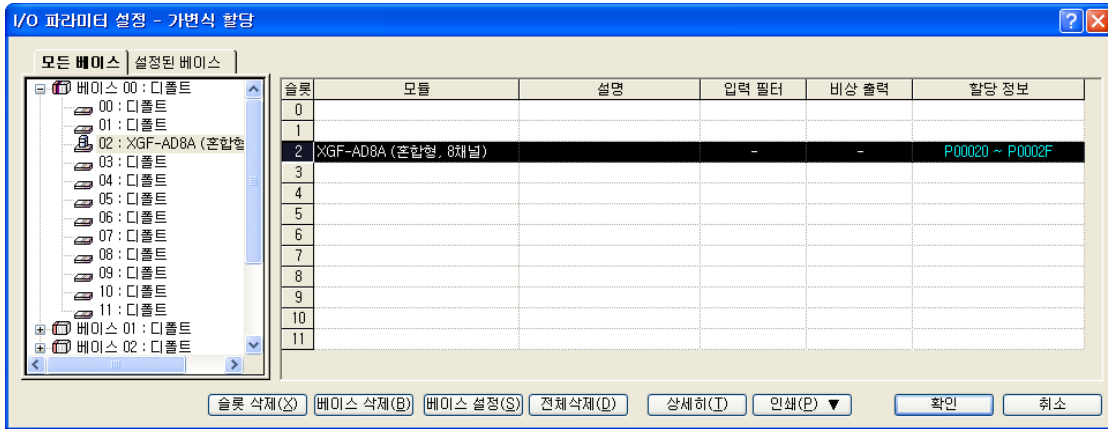 I/O 파라미터 설정 - 가변식 할당
모든 베이스 설정된 베이스
베이스 00 : 디폴트
00 : 디폴트
01 : 디폴트
02 : XGF-AD8A (혼합형
03 : 디폴트
04 : 디폴트
05 : 디폴트
06 : 디폴트
07 : 디폴트
08 : 디폴트
09 : 디폴트
10 : 디폴트
11 : 디폴트
베이스 01 : 디폴트
베이스 02 : 디폴트
슬롯 모듈 설명 입력 필터 비상 출력 할당 정보
0
1
2 XGF-AD8A (혼합형, 8채널) - - P00020 ~ P0002F
3
4
5
6
7
8
9
10
11
슬롯 삭제(X) 베이스 삭제(B) 베이스 설정(S) 전체삭제(D) 상세히(T) 인쇄(P) ▼ 확인 취소